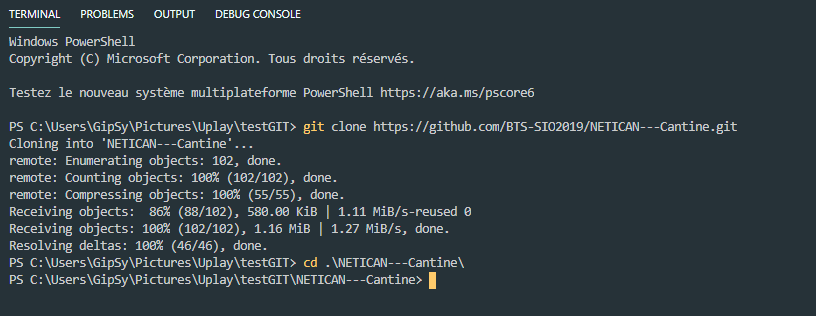 TERMINAL PROBLEMS OUTPUT DEBUG CONSOLE
Windows PowerShell
Copyright (C) Microsoft Corporation. Tous droits réservés.
Testez le nouveau système multiplateforme PowerShell https://aka.ms/pscore6
PS C:\Users\GipSy\Pictures\Uplay\testGIT> git clone https://github.com/BTS-SIO2019/NETICAN---Cantine.git
Cloning into 'NETICAN---Cantine'...
remote: Enumerating objects: 102, done.
remote: Counting objects: 100% (102/102), done.
remote: Compressing objects: 100% (55/55), done.
Receiving objects:  86% (88/102), 580.00 KiB | 1.11 MiB/s-reused 0
Receiving objects: 100% (102/102), 1.16 MiB | 1.27 MiB/s, done.
Resolving deltas: 100% (46/46), done.
PS C:\Users\GipSy\Pictures\Uplay\testGIT> cd .\NETICAN---Cantine\
PS C:\Users\GipSy\Pictures\Uplay\testGIT\NETICAN---Cantine>